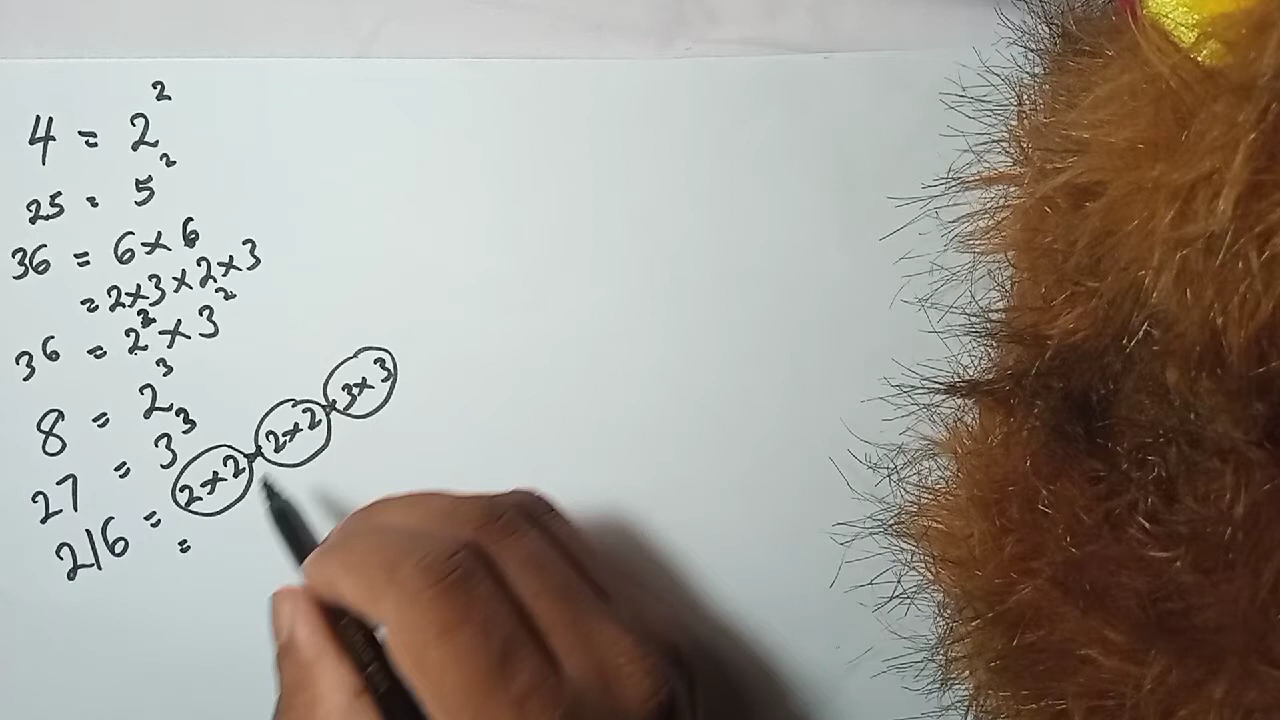 4 = 2²
25 = 5²
36 = 6×6
= 2×3×2×3
36 = 2²×3²
8 = 2³
27 = 3³
216 = 2×2×2×2×3×3
=